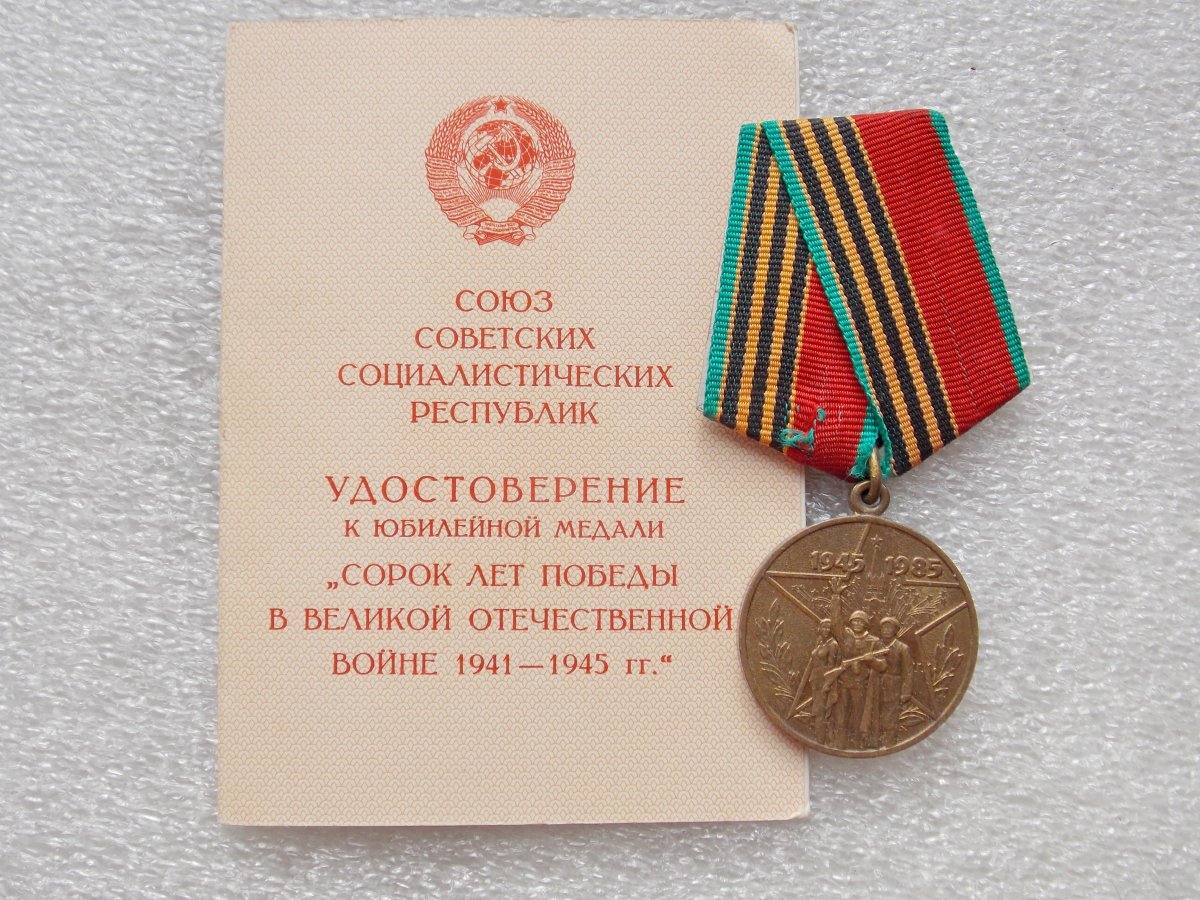 СОЮЗ
СОВЕТСКИХ
СОЦИАЛИСТИЧЕСКИХ
РЕСПУБЛИК
УДОСТОВЕРЕНИЕ
К ЮБИЛЕЙНОЙ МЕДАЛИ
„СОРОК ЛЕТ ПОБЕДЫ
В ВЕЛИКОЙ ОТЕЧЕСТВЕННОЙ
ВОЙНЕ 1941—1945 гг.“
1945 1985